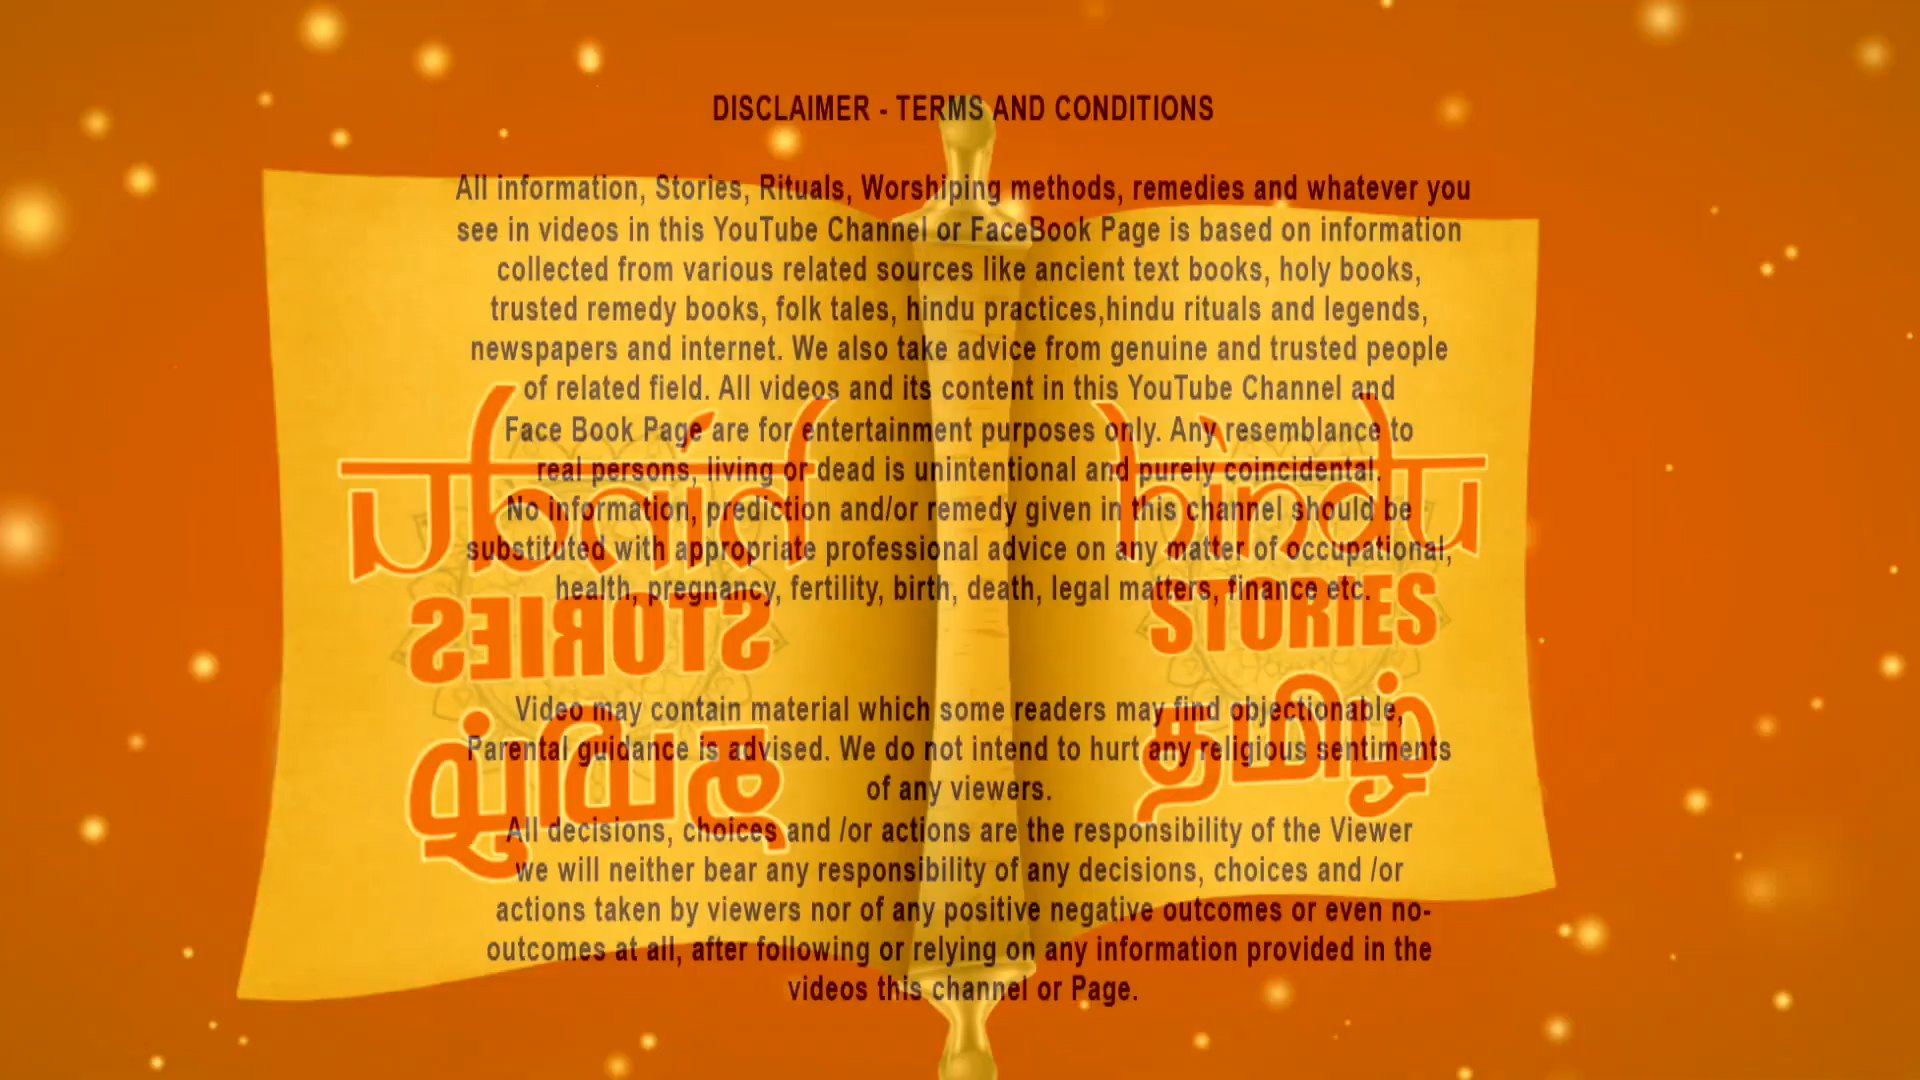 DISCLAIMER - TERMS AND CONDITIONS
All information, Stories, Rituals, Worshiping methods, remedies and whatever you
see in videos in this YouTube Channel or FaceBook Page is based on information
collected from various related sources like ancient text books, holy books,
trusted remedy books, folk tales, hindu practices,hindu rituals and legends,
newspapers and internet. We also take advice from genuine and trusted people
of related field. All videos and its content in this YouTube Channel and
Face Book Page are for entertainment purposes only. Any resemblance to
real persons, living or dead is unintentional and purely coincidental.
No information, prediction and/or remedy given in this channel should be
substituted with appropriate professional advice on any matter of occupational,
health, pregnancy, fertility, birth, death, legal matters, finance etc.
Video may contain material which some readers may find objectionable,
Parental guidance is advised. We do not intend to hurt any religious sentiments
of any viewers.
All decisions, choices and /or actions are the responsibility of the Viewer
we will neither bear any responsibility of any decisions, choices and /or
actions taken by viewers nor of any positive negative outcomes or even no-
outcomes at all, after following or relying on any information provided in the
videos this channel or Page.
hindu
STORIES
தமிழ்
hindu
STORIES
தமிழ்